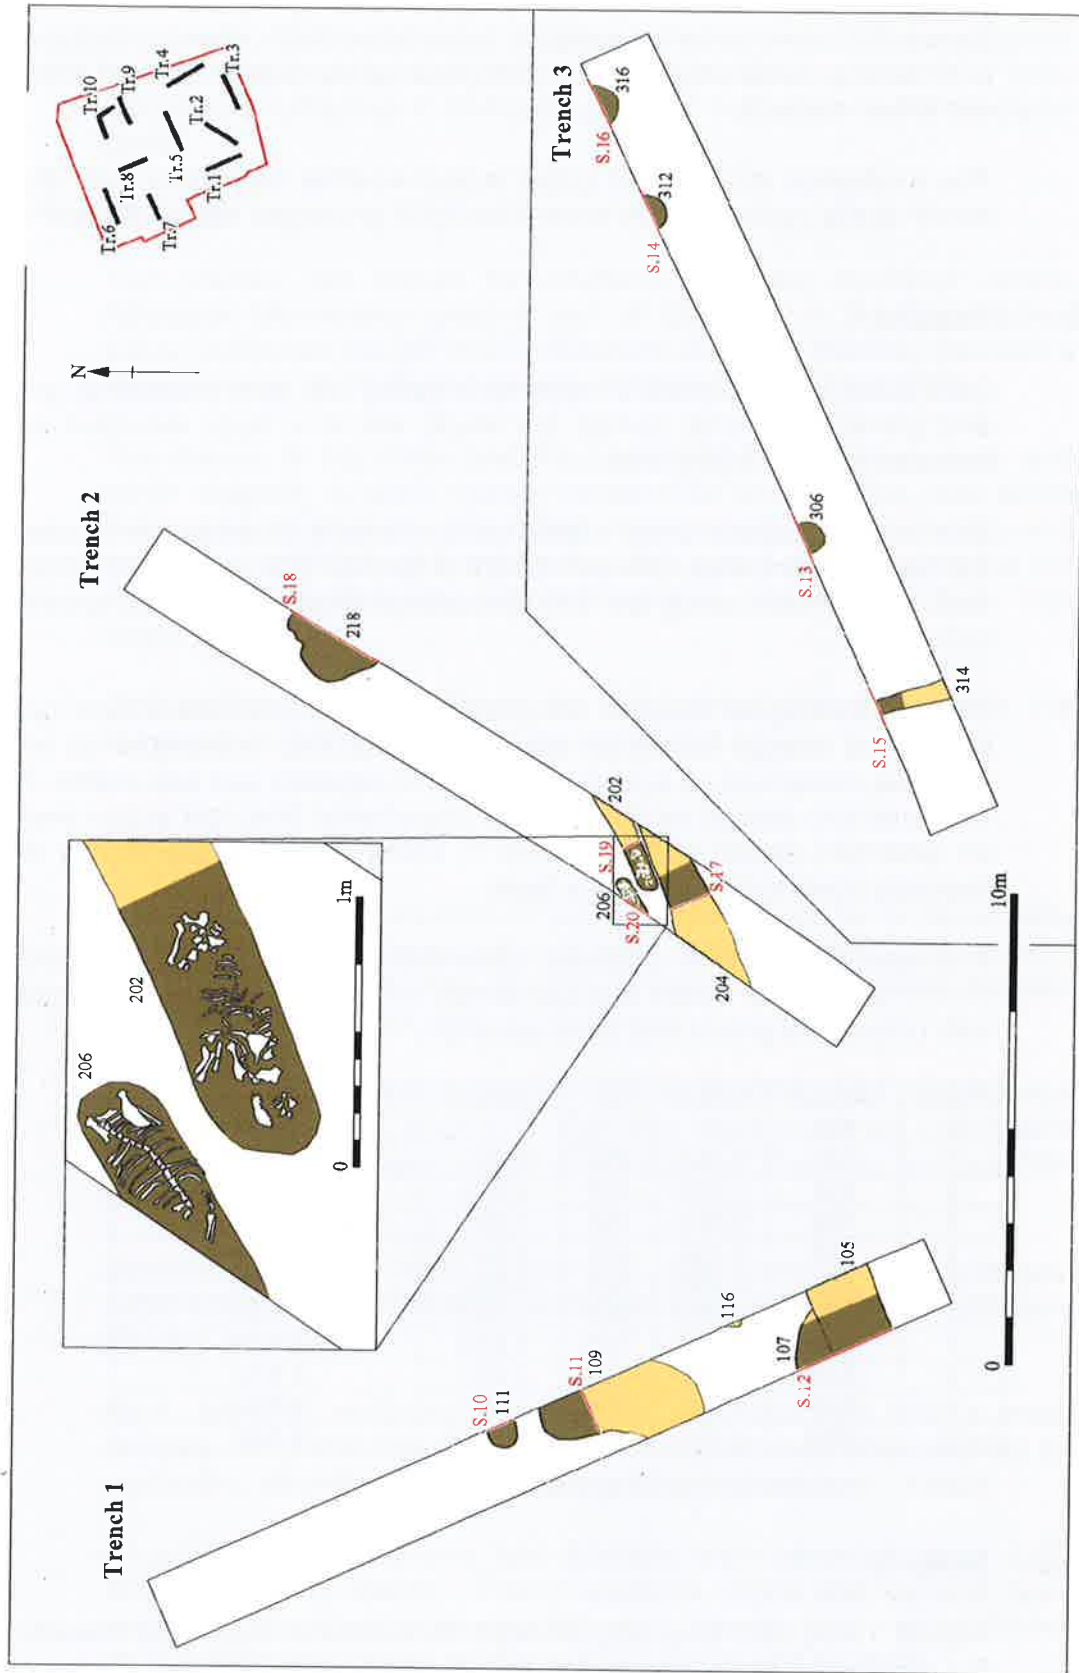 Trench 1
S.10
111
S.11
109
116
107
S.12
105
0
10m
206
202
0
1m
Trench 2
S.18
218
202
S.19
206
S.20
S.17
204
N
Tr.10
Tr.9
Tr.4
Tr.3
Tr.2
Tr.8
Tr.5
Tr.1
Tr.6
Tr.7
Trench 3
S.16
316
312
S.14
306
S.13
S.15
314